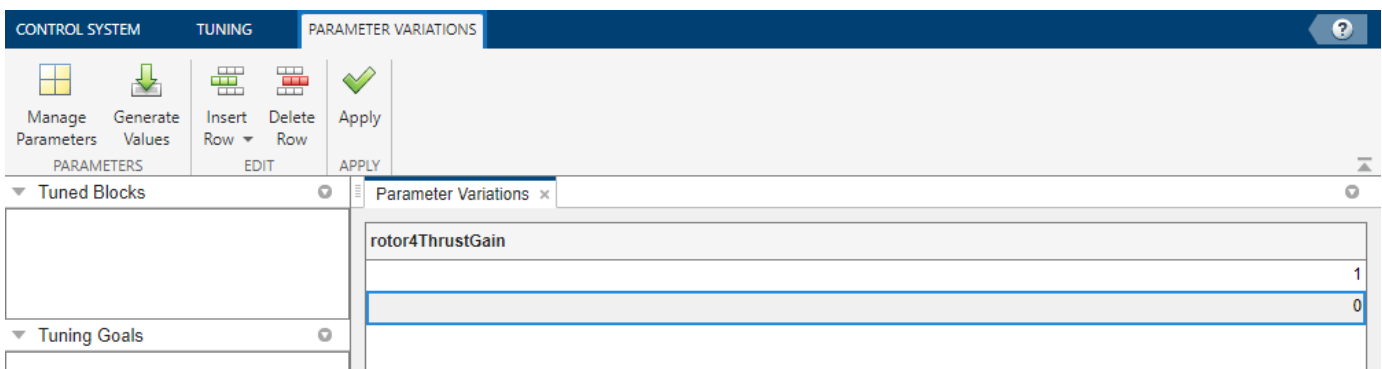 CONTROL SYSTEM TUNING PARAMETER VARIATIONS ?
Manage Generate Insert Delete Apply
Parameters Values Row Row
PARAMETERS EDIT APPLY
Tuned Blocks
Parameter Variations ×
rotor4ThrustGain
1
0
Tuning Goals